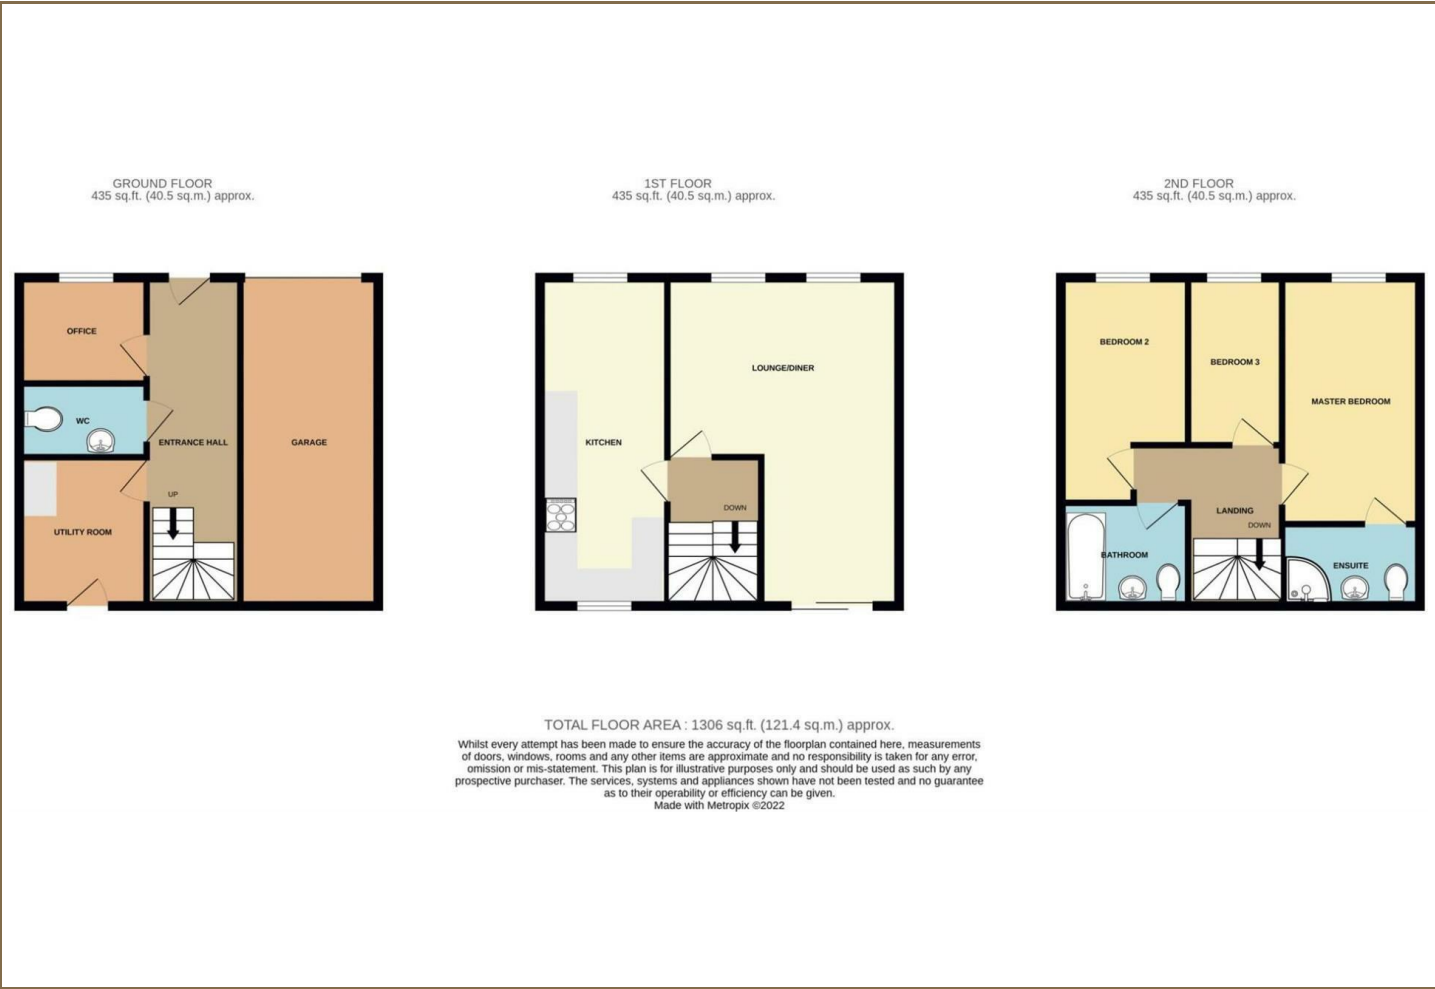 GROUND FLOOR
435 sq.ft. (40.5 sq.m.) approx.
OFFICE
WC
ENTRANCE HALL
GARAGE
UP
UTILITY ROOM
1ST FLOOR
435 sq.ft. (40.5 sq.m.) approx.
LOUNGE/DINER
KITCHEN
DOWN
2ND FLOOR
435 sq.ft. (40.5 sq.m.) approx.
BEDROOM 2
BEDROOM 3
MASTER BEDROOM
LANDING
DOWN
BATHROOM
ENSUITE
TOTAL FLOOR AREA : 1306 sq.ft. (121.4 sq.m.) approx.
Whilst every attempt has been made to ensure the accuracy of the floorplan contained here, measurements
of doors, windows, rooms and any other items are approximate and no responsibility is taken for any error,
omission or mis-statement. This plan is for illustrative purposes only and should be used as such by any
prospective purchaser. The services, systems and appliances shown have not been tested and no guarantee
as to their operability or efficiency can be given.
Made with Metropix ©2022